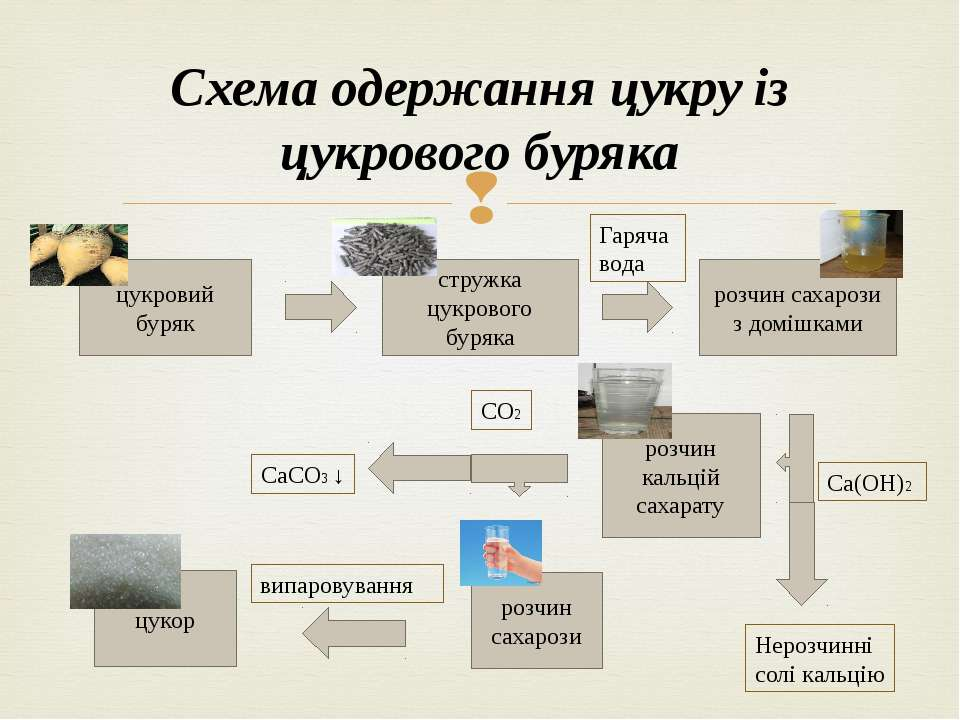 Схема одержання цукру із
цукрового буряка
Гаряча
вода
цукровий
буряк
стружка
цукрового
буряка
розчин сахарози
з домішками
CO₂
CaCO₃ ↓
розчин
кальцій
сахарату
Ca(OH)₂
випаровування
цукор
розчин
сахарози
Нерозчинні
солі кальцію